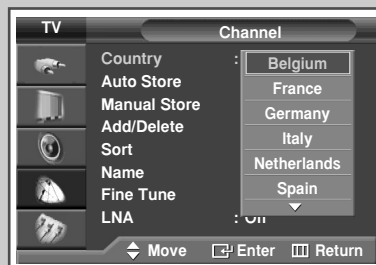 TV
Channel
Country :
Auto Store
Manual Store
Add/Delete
Sort
Name
Fine Tune
LNA : Off
Belgium
France
Germany
Italy
Netherlands
Spain
Move Enter Return